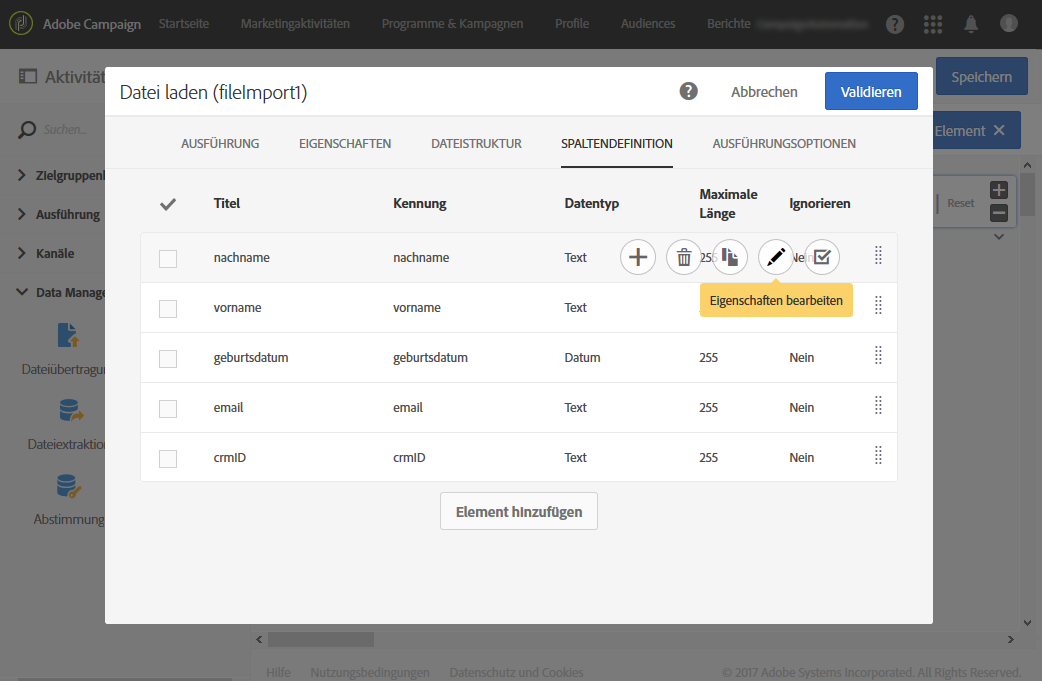 Adobe Campaign Startseite Marketingaktivitäten Programme & Kampagnen Profile Audiences Berichte
Aktivität
Speichern
Datei laden (fileImport1) Abbrechen Validieren
Suchen...
Element
AUSFÜHRUNG EIGENSCHAFTEN DATEISTRUKTUR SPALTENDEFINITION AUSFÜHRUNGSOPTIONEN
Zielgruppen
Ausführung
Kanäle
Data Manage
Dateiübertragu
Dateiextraktio
Abstimmung
Reset
Titel Kennung Datentyp Maximale Länge Ignorieren
nachname nachname Text 255 Nein
Eigenschaften bearbeiten
vorname vorname Text
geburtsdatum geburtsdatum Datum 255 Nein
email email Text 255 Nein
crmID crmID Text 255 Nein
Element hinzufügen
Hilfe Nutzungsbedingungen Datenschutz und Cookies © 2017 Adobe Systems Incorporated. All Rights Reserved.